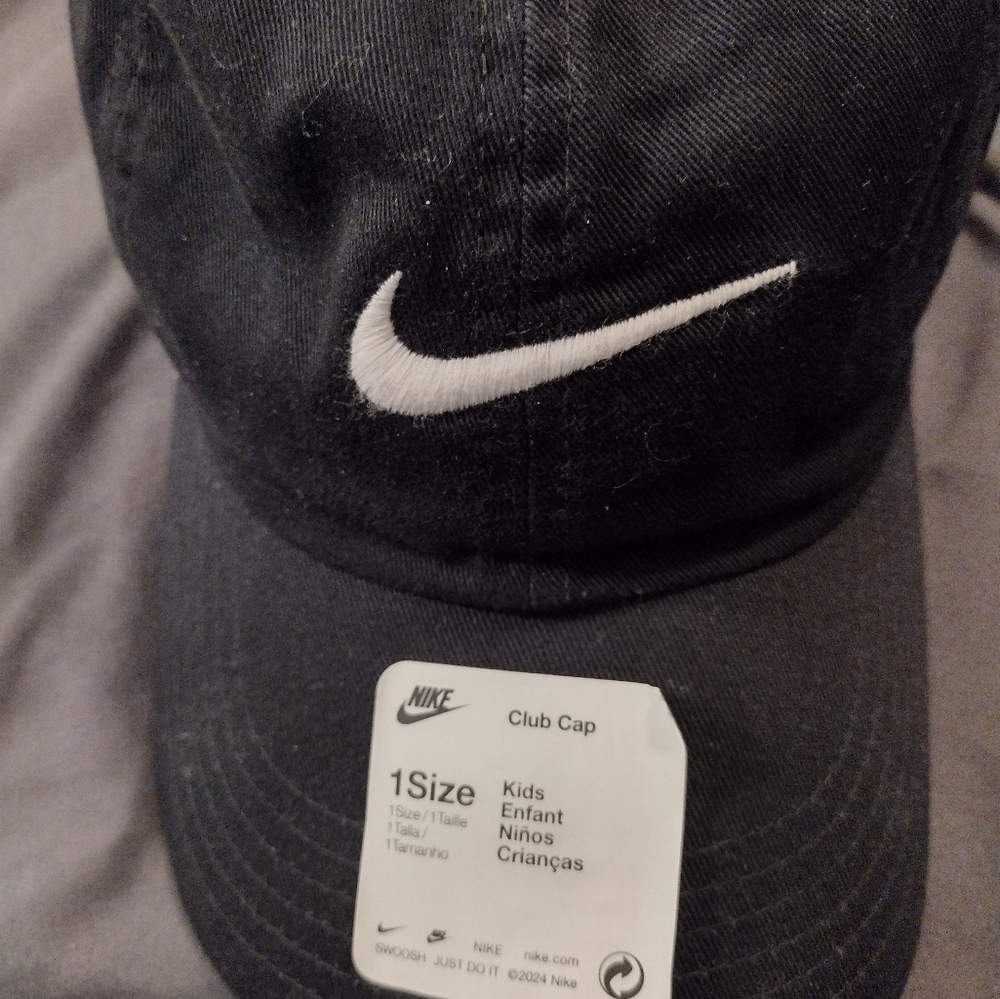 NIKE
Club Cap
1Size
1Size / 1Taille
1Talla /
1Tamanho
Kids
Enfant
Niños
Crianças
NIKE nike.com
SWOOSH JUST DO IT ©2024 Nike